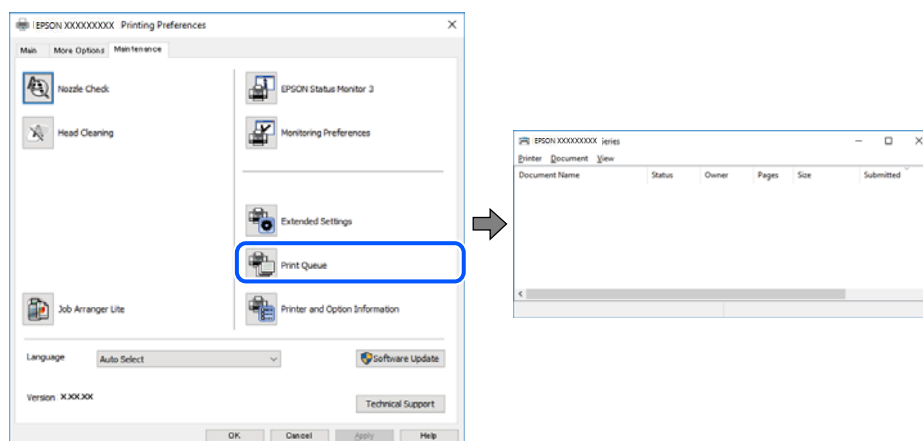 EPSON XXXXXXXXX Printing Preferences
Main More Options Maintenance
Nozzle Check
EPSON Status Monitor 3
Head Cleaning
Monitoring Preferences
Extended Settings
Print Queue
Job Arranger Lite
Printer and Option Information
Language Auto Select
Software Update
Version X.XX.XX
Technical Support
OK Cancel Apply Help
EPSON XXXXXXXXX Series
Printer Document View
Document Name Status Owner Pages Size Submitted